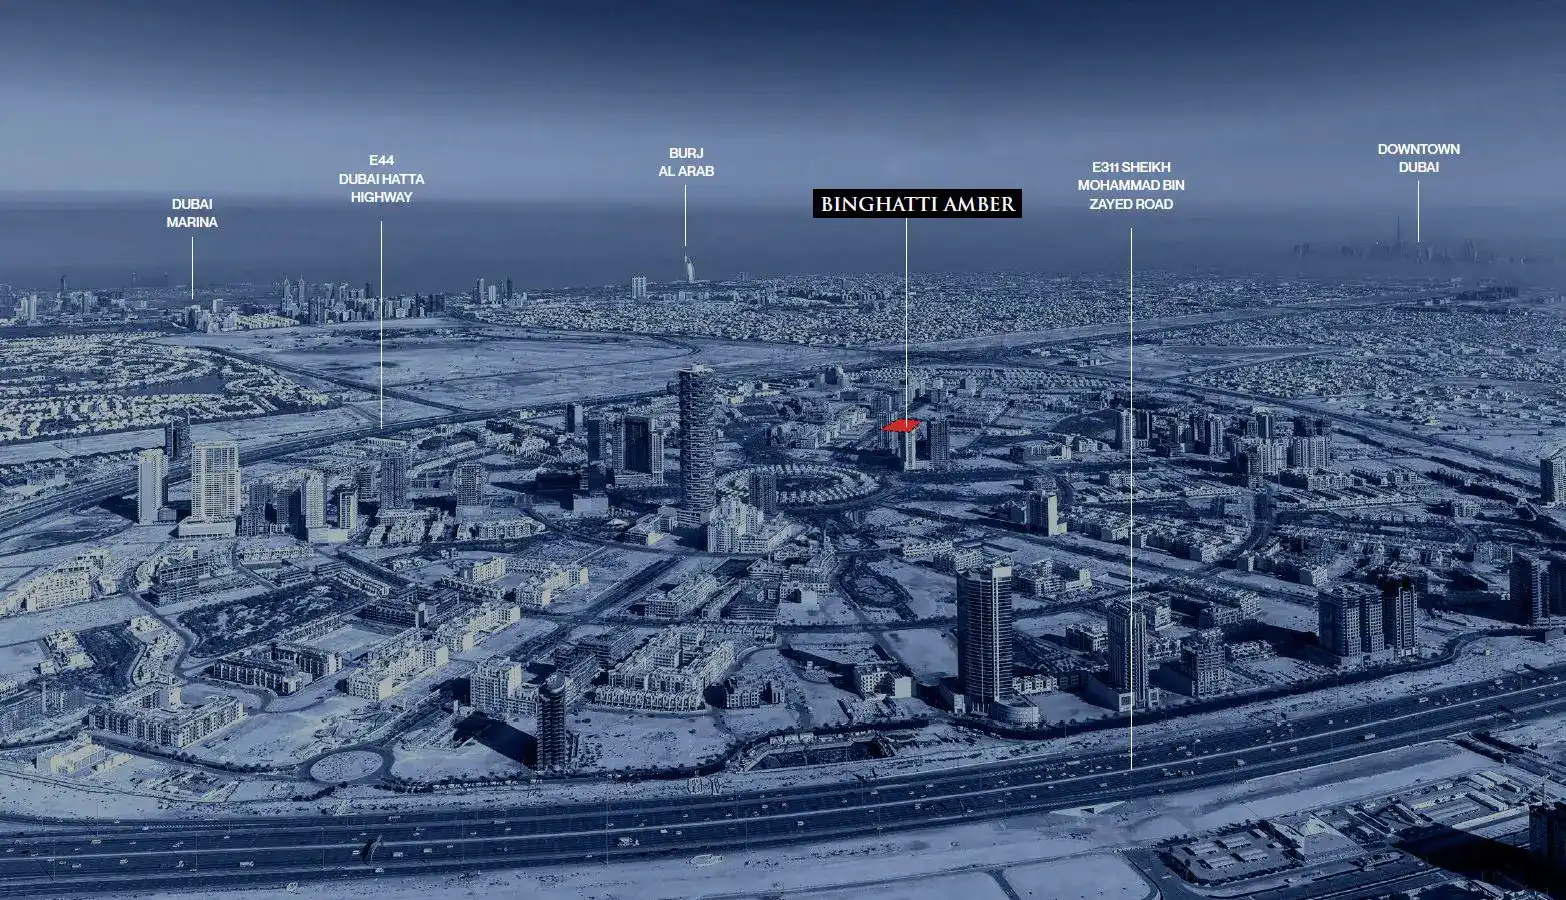 DUBAI
MARINA
E44
DUBAI HATTA
HIGHWAY
BURJ
AL ARAB
BINGHATTI AMBER
E311 SHEIKH
MOHAMMAD BIN
ZAYED ROAD
DOWNTOWN
DUBAI